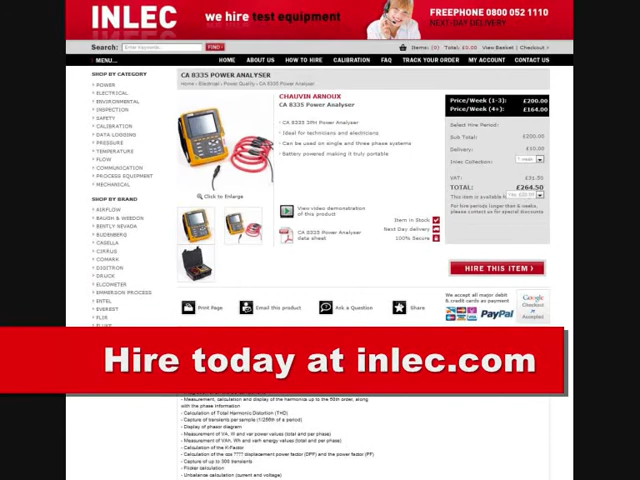 INLEC we hire test equipment FREEPHONE 0800 052 1110
NEXT-DAY DELIVERY
Search: Enter Keywords... FIND Items: (0) Total: £0.00 View Basket Checkout
MENU... HOME ABOUT US HOW TO HIRE CALIBRATION FAQ TRACK YOUR ORDER MY ACCOUNT CONTACT US
SHOP BY CATEGORY
POWER
ELECTRICAL
ENVIRONMENTAL
INSPECTION
SAFETY
CALIBRATION
DATA LOGGING
PRESSURE
TEMPERATURE
FLOW
COMMUNICATION
PROCESS EQUIPMENT
MECHANICAL
SHOP BY BRAND
AIRFLOW
BAUGH & WEEDON
BENTLY NEVADA
BUDENBERG
CASELLA
CIRRUS
COMARK
DIGITRON
DRUCK
ELCOMETER
EMMERSON PROCESS
ENTEL
EVEREST
FLIR
FLUKE
CA 8335 POWER ANALYSER
Home > Electrical > Power Quality > CA 8335 Power Analyser
CHAUVIN ARNOUX
CA 8335 Power Analyser
- CA 8335 3Ph Power Analyser
- Ideal for technicians and electricians
- Can be used on single and three phase systems
- Battery powered making it truly portable
Click to Enlarge
View video demonstration
of this product
CA 8335 Power Analyser
data sheet
Item in Stock
Next Day delivery
100% Secure
Price/Week (1-3): £200.00
Price/Week (4+): £164.00
Select Hire Period:
Sub Total: £200.00
Delivery: £10.00
Inlec Collection:
1 week
VAT: £31.50
TOTAL: £264.50
This item is available
For hire periods longer than 8 weeks,
please contact us for special discounts
HIRE THIS ITEM
Print Page Email this product Ask a Question Share
We accept all major debit
& credit cards as payment
PayPal
Google
Checkout
Accepted
Hire today at inlec.com
- Measurement, calculation and display of the harmonics up to the 50th order, along
with the phase information
- Calculation of Total Harmonic Distortion (THD)
- Capture of transients per sample (1/256th of a period)
- Display of phasor diagram
- Measurement of VA, W and var power values (total and per phase)
- Measurement of VAh, Wh and varh energy values (total and per phase)
- Calculation of the K-Factor
- Calculation of the cos displacement power factor (DPF) and the power factor (PF)
- Capture of up to 300 transients
- Flicker calculation
- Unbalance calculation (current and voltage)